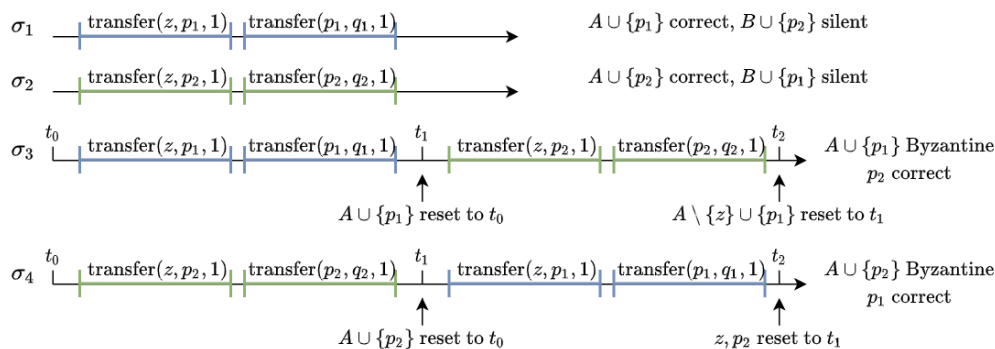 σ₁ transfer(z, p₁, 1) transfer(p₁, q₁, 1) A ∪ {p₁} correct, B ∪ {p₂} silent
σ₂ transfer(z, p₂, 1) transfer(p₂, q₂, 1) A ∪ {p₂} correct, B ∪ {p₁} silent
t₀ t₁ t₂
σ₃ transfer(z, p₁, 1) transfer(p₁, q₁, 1) transfer(z, p₂, 1) transfer(p₂, q₂, 1) A ∪ {p₁} Byzantine
p₂ correct
A ∪ {p₁} reset to t₀ A \ {z} ∪ {p₁} reset to t₁
t₀ t₁ t₂
σ₄ transfer(z, p₂, 1) transfer(p₂, q₂, 1) transfer(z, p₁, 1) transfer(p₁, q₁, 1) A ∪ {p₂} Byzantine
p₁ correct
A ∪ {p₂} reset to t₀ z, p₂ reset to t₁